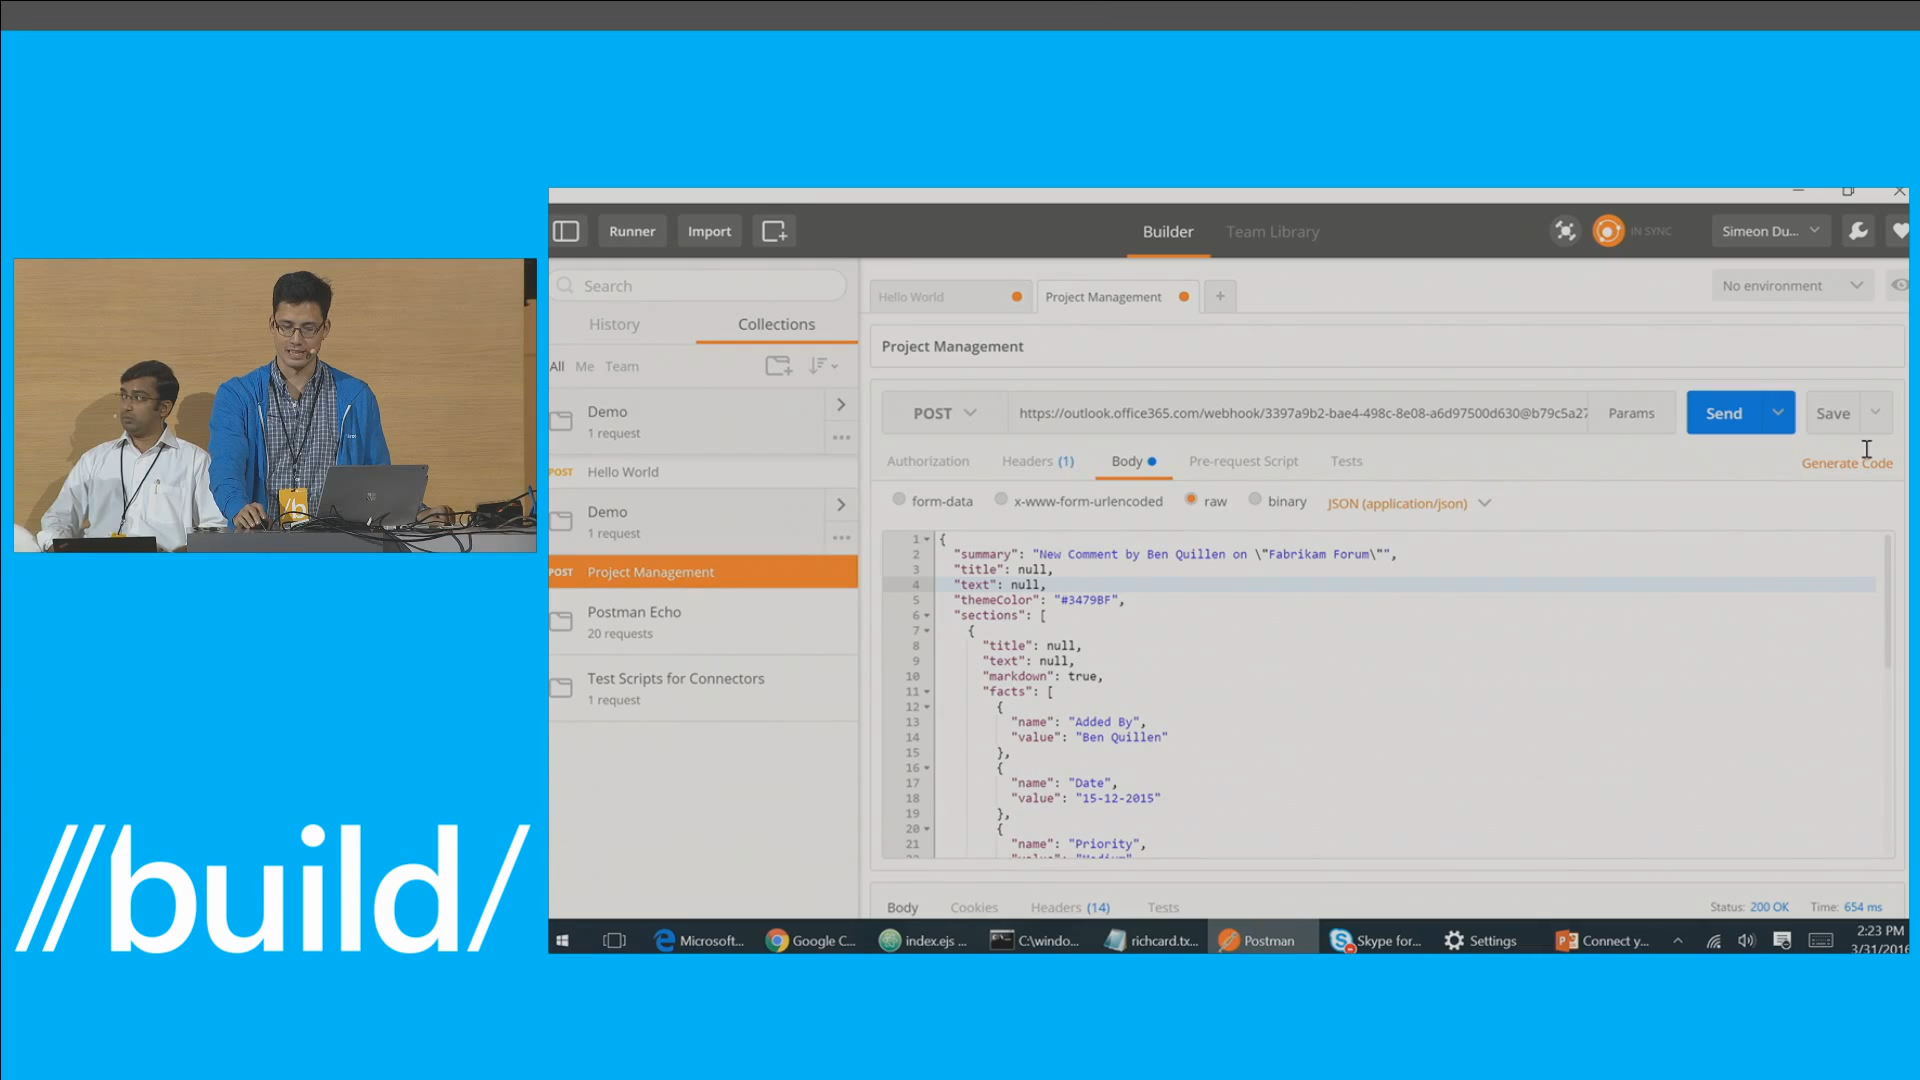 Runner
Import
Builder
Team Library
IN SYNC
Simeon Du...
Search
History
Collections
All
Me
Team
Demo
1 request
POST
Hello World
Demo
1 request
POST
Project Management
Postman Echo
20 requests
Test Scripts for Connectors
1 request
Hello World
Project Management
+
No environment
Project Management
POST
https://outlook.office365.com/webhook/3397a9b2-bae4-498c-8e08-a6d97500d630@b79c5a27
Params
Send
Save
Authorization
Headers (1)
Body
Pre-request Script
Tests
Generate Code
form-data
x-www-form-urlencoded
raw
binary
JSON (application/json)
1 {
2 "summary": "New Comment by Ben Quillen on \"Fabrikam Forum\"",
3 "title": null,
4 "text": null,
5 "themeColor": "#3479BF",
6 "sections": [
7 {
8 "title": null,
9 "text": null,
10 "markdown": true,
11 "facts": [
12 {
13 "name": "Added By",
14 "value": "Ben Quillen"
15 },
16 {
17 "name": "Date",
18 "value": "15-12-2015"
19 },
20 {
21 "name": "Priority",
Body
Cookies
Headers (14)
Tests
Status: 200 OK
Time: 654 ms
Microsoft...
Google C...
index.ejs ...
C:\windo...
richcard.tx...
Postman
Skype for...
Settings
Connect y...
2:23 PM
3/31/2016
//build/